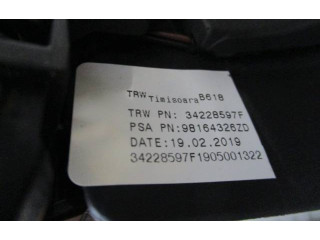 TRW Timisoara B618
TRW PN: 34228597F
PSA PN:98164326ZD
DATE:19.02.2019
34228597F1905001322